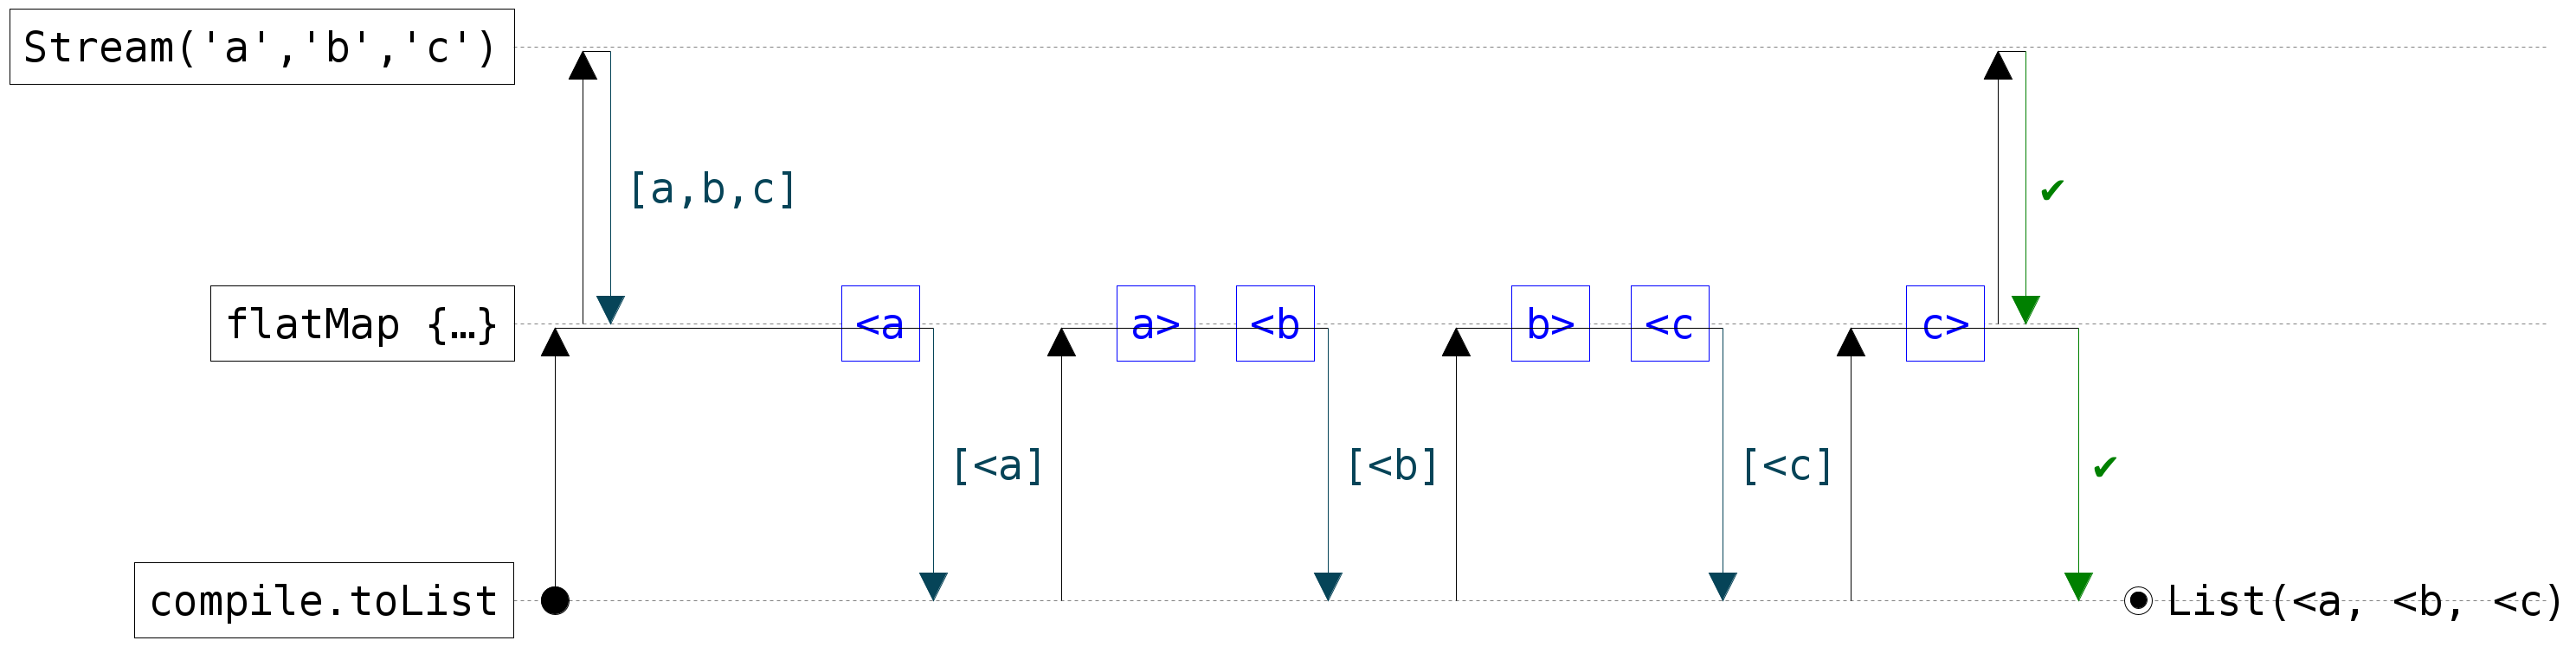 Stream('a','b','c')
[a,b,c]
✔
flatMap {…}
<a
a>
<b
b>
<c
c>
[<a]
[<b]
[<c]
✔
compile.toList
List(<a, <b, <c)